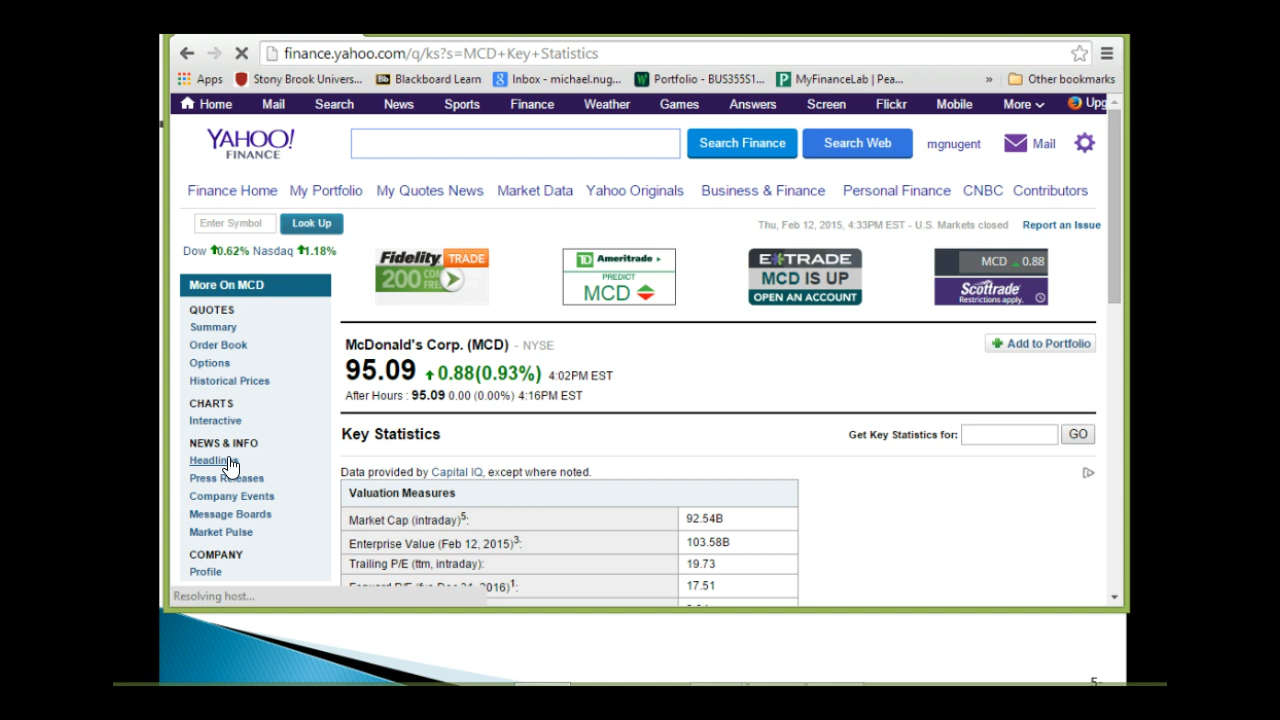 finance.yahoo.com/q/ks?s=MCD+Key+Statistics
Apps Stony Brook Univers... Bb Blackboard Learn 8 Inbox - michael.nug... W Portfolio - BUS355S1... P MyFinanceLab | Pea... » Other bookmarks
Home Mail Search News Sports Finance Weather Games Answers Screen Flickr Mobile More Upg
YAHOO!
FINANCE
Search Finance Search Web mgnugent Mail
Finance Home My Portfolio My Quotes News Market Data Yahoo Originals Business & Finance Personal Finance CNBC Contributors
Enter Symbol Look Up Thu, Feb 12, 2015, 4:33PM EST - U.S. Markets closed Report an Issue
Dow 0.62% Nasdaq 1.18%
Fidelity TRADE
200
TD Ameritrade
PREDICT
MCD
E*TRADE
MCD IS UP
OPEN AN ACCOUNT
MCD 0.88
Scottrade
Restrictions apply.
More On MCD
QUOTES
Summary
Order Book
Options
Historical Prices
CHARTS
Interactive
NEWS & INFO
Headlines
Press Releases
Company Events
Message Boards
Market Pulse
COMPANY
Profile
McDonald's Corp. (MCD) - NYSE Add to Portfolio
95.09 0.88(0.93%) 4:02PM EST
After Hours : 95.09 0.00 (0.00%) 4:16PM EST
Key Statistics Get Key Statistics for: GO
Data provided by Capital IQ, except where noted.
Valuation Measures
Market Cap (intraday)5: 92.54B
Enterprise Value (Feb 12, 2015)3: 103.58B
Trailing P/E (ttm, intraday): 19.73
2016)1: 17.51
Resolving host...
5-